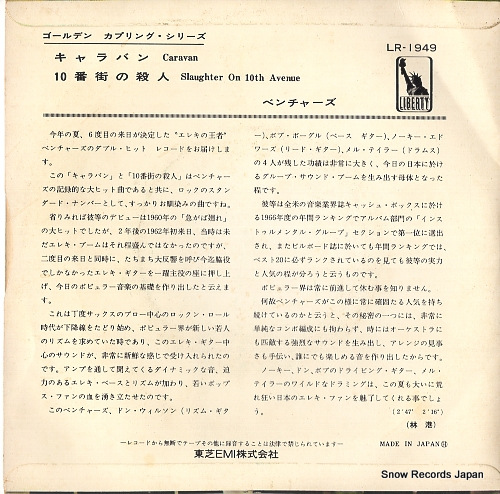 ゴールデン カプリング・シリーズ
キャラバン Caravan
10番街の殺人 Slaughter On 10th Avenue
ベンチャーズ
LR-1949
LIBERTY
今年の夏、6度目の来日が決定した“エレキの王者”
ベンチャーズのダブル・ヒット レコードをお届けしま
す。
この「キャラバン」と「10番街の殺人」はベンチャー
ズの記録的な大ヒット曲であると共に、ロックのスタン
ダード・ナンバーとして、すっかりお馴染みの曲ですね。
省りみれば彼等のデビューは1960年の「急がば廻れ」
の大ヒットでしたが、2年後の1962年初来日、当時は未
だエレキ・ブームはそれ程盛んではなかったのですが、
二度目の来日と同時に、たちまち大反響を呼び今迄脇役
でしかなかったエレキ・ギターを一躍主役の座に押し上
げ、今日のポピュラー音楽の基礎を作り出したと云えま
す。
これは丁度サックスのブロー中心のロックン・ロール
時代が下降線をたどり始め、ポピュラー界が新しい若人
のリズムを求めていた時であり、このエレキ・ギター中
心のサウンドが、非常に新鮮な感じで受け入れられたの
です。アンプを通して聞えてくるダイナミックな音、迫
力のあるエレキ・ベースとリズムが加わり、若いポップ
ス・ファンの血を湧き立たせたのです。
このベンチャーズ、ドン・ウィルソン（リズム・ギタ
ー）、ボブ・ボーグル（ベース ギター）、ノーキー・エド
ワーズ（リード・ギター）、メル・テイラー（ドラムス）
の4人が残した功績は非常に大きく、今日の日本に於け
るグループ・サウンド・ブームを生み出す母体となった
程です。
彼等は全米の音楽業界誌キャッシュ・ボックスに於け
る1966年度の年間ランキングでアルバム部門の「インス
トゥルメンタル・グループ」セクションで第一位に選出
され、またビルボード誌に於いても年間ランキングでは、
ベスト20に必ずランクされているのを見ても彼等の実力
と人気の程が分ろうと云うものです。
ポピュラー界は常に前進して休む事を知りません。
何故ベンチャーズがこの様に常に確固たる人気を持ち
続けているのかと云うと、その秘密の一つには、非常に
単純なコンボ編成にも拘わらず、時にはオーケストラに
も匹敵する強烈なサウンドを生み出し、アレンジの見事
さも手伝い、誰にでも楽しめる音を作り出したからです。
ノーキー、ドン、ボブのドライビング・ギター、メル・
テイラーのワイルドなドラミングは、この夏も大いに荒
れ狂い日本のエレキ・ファンを魅了してくれる事でしょ
う。 （2′47″ 2′16″）
（林 港）
―レコードから無断でテープその他に録音することは法律で禁じられています―
東芝EMI株式会社
MADE IN JAPAN
Snow Records Japan